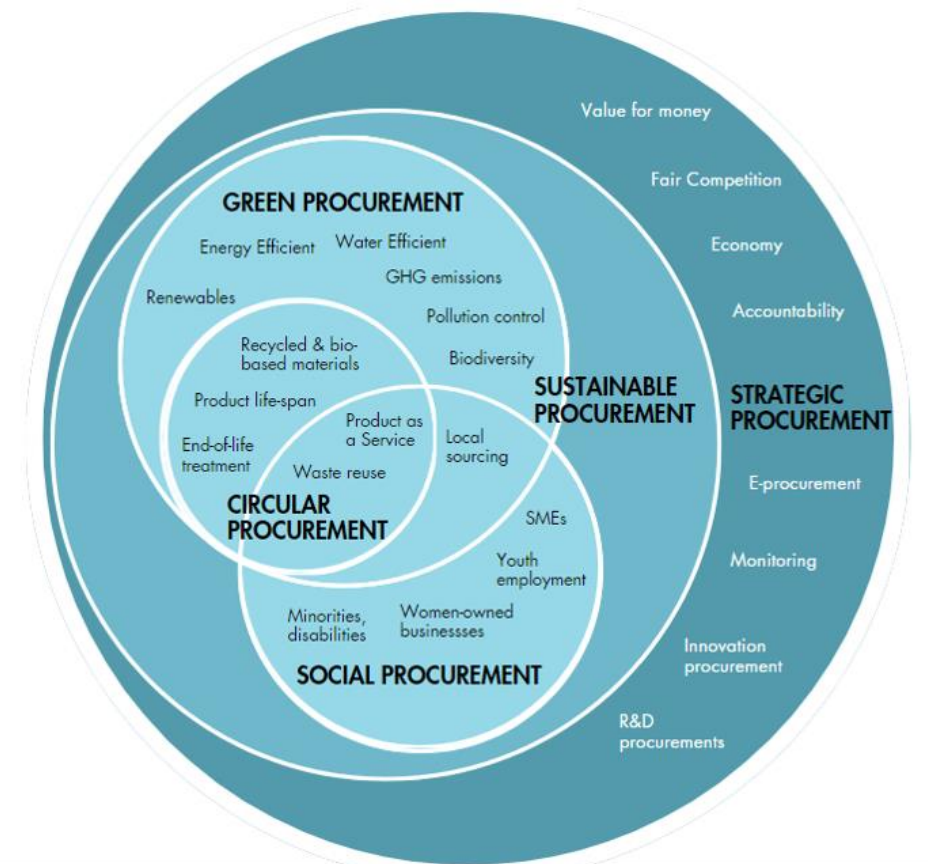 Value for money
Fair Competition
Economy
Accountability
STRATEGIC
PROCUREMENT
E-procurement
Monitoring
Innovation
procurement
R&D
procurements
SUSTAINABLE
PROCUREMENT
GREEN PROCUREMENT
Energy Efficient
Water Efficient
GHG emissions
Renewables
Pollution control
Biodiversity
Recycled & bio-
based materials
Product life-span
Product as
a Service
Local
sourcing
End-of-life
treatment
Waste reuse
CIRCULAR
PROCUREMENT
SMEs
Youth
employment
Minorities,
disabilities
Women-owned
businessses
SOCIAL PROCUREMENT